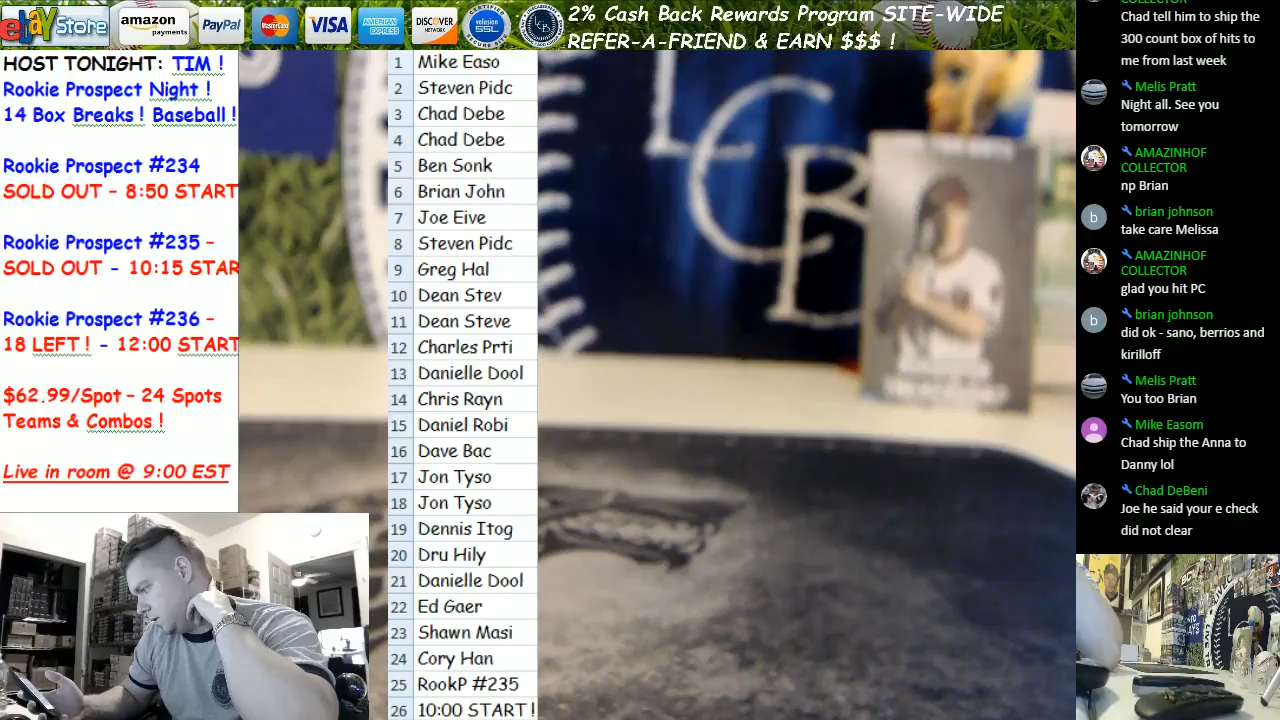 ebay Store
amazon
payments
PayPal
MasterCard
VISA
AMERICAN
EXPRESS
DISCOVER
NETWORK
volusion
SSL
2% Cash Back Rewards Program SITE-WIDE
REFER-A-FRIEND & EARN $$$ !
HOST TONIGHT: TIM !
Rookie Prospect Night !
14 Box Breaks ! Baseball !
Rookie Prospect #234
SOLD OUT - 8:50 START
Rookie Prospect #235 -
SOLD OUT - 10:15 STAR
Rookie Prospect #236 -
18 LEFT ! - 12:00 START
$62.99/Spot - 24 Spots
Teams & Combos !
Live in room @ 9:00 EST
1 Mike Easo
2 Steven Pidc
3 Chad Debe
4 Chad Debe
5 Ben Sonk
6 Brian John
7 Joe Eive
8 Steven Pidc
9 Greg Hal
10 Dean Stev
11 Dean Steve
12 Charles Prti
13 Danielle Dool
14 Chris Rayn
15 Daniel Robi
16 Dave Bac
17 Jon Tyso
18 Jon Tyso
19 Dennis Itog
20 Dru Hily
21 Danielle Dool
22 Ed Gaer
23 Shawn Masi
24 Cory Han
25 RookP #235
26 10:00 START !
LCB
Chad tell him to ship the
300 count box of hits to
me from last week
Melis Pratt
Night all. See you
tomorrow
AMAZINHOF
COLLECTOR
np Brian
b
brian johnson
take care Melissa
AMAZINHOF
COLLECTOR
glad you hit PC
b
brian johnson
did ok - sano, berrios and
kirilloff
Melis Pratt
You too Brian
Mike Easom
Chad ship the Anna to
Danny lol
Chad DeBeni
Joe he said your e check
did not clear